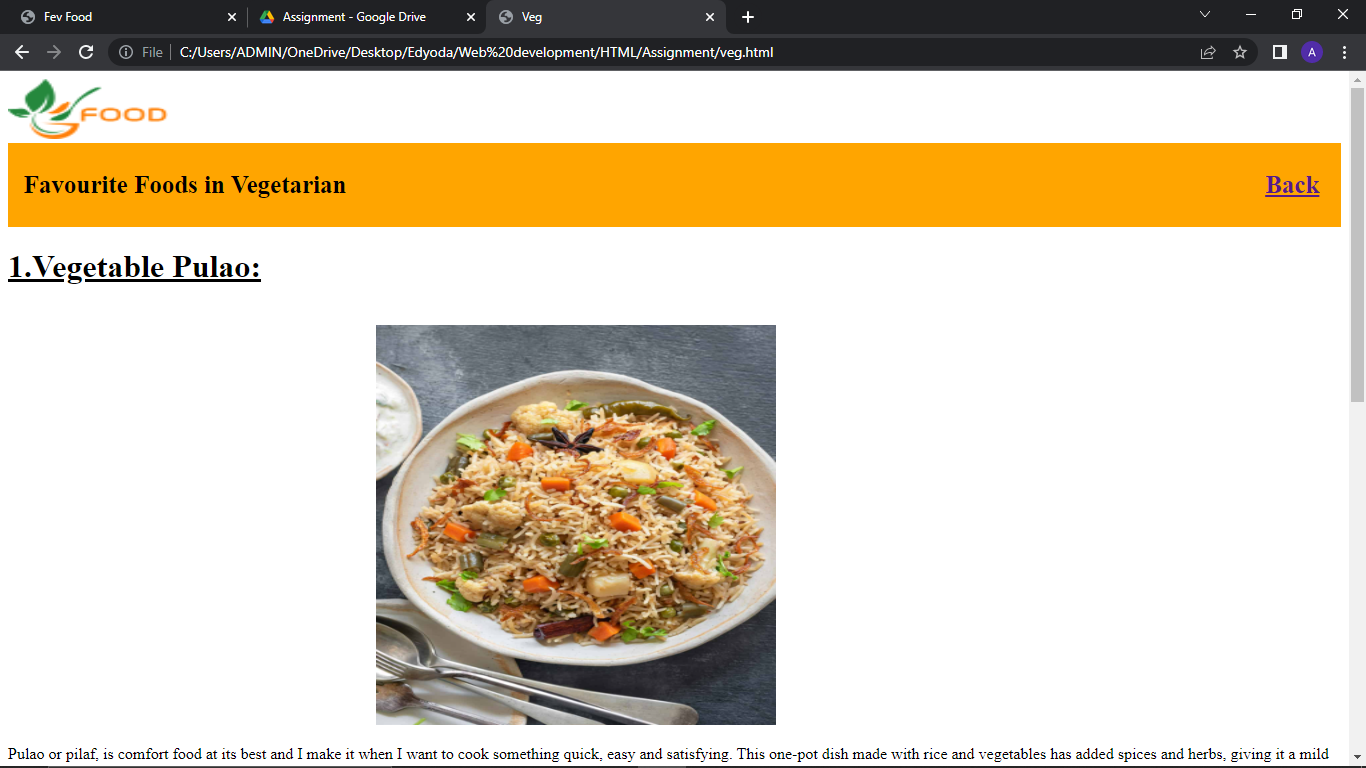 Fev Food
Assignment - Google Drive
Veg
File
C:/Users/ADMIN/OneDrive/Desktop/Edyoda/Web%20development/HTML/Assignment/veg.html
A
FOOD
Favourite Foods in Vegetarian
Back
1.Vegetable Pulao:
Pulao or pilaf, is comfort food at its best and I make it when I want to cook something quick, easy and satisfying. This one-pot dish made with rice and vegetables has added spices and herbs, giving it a mild